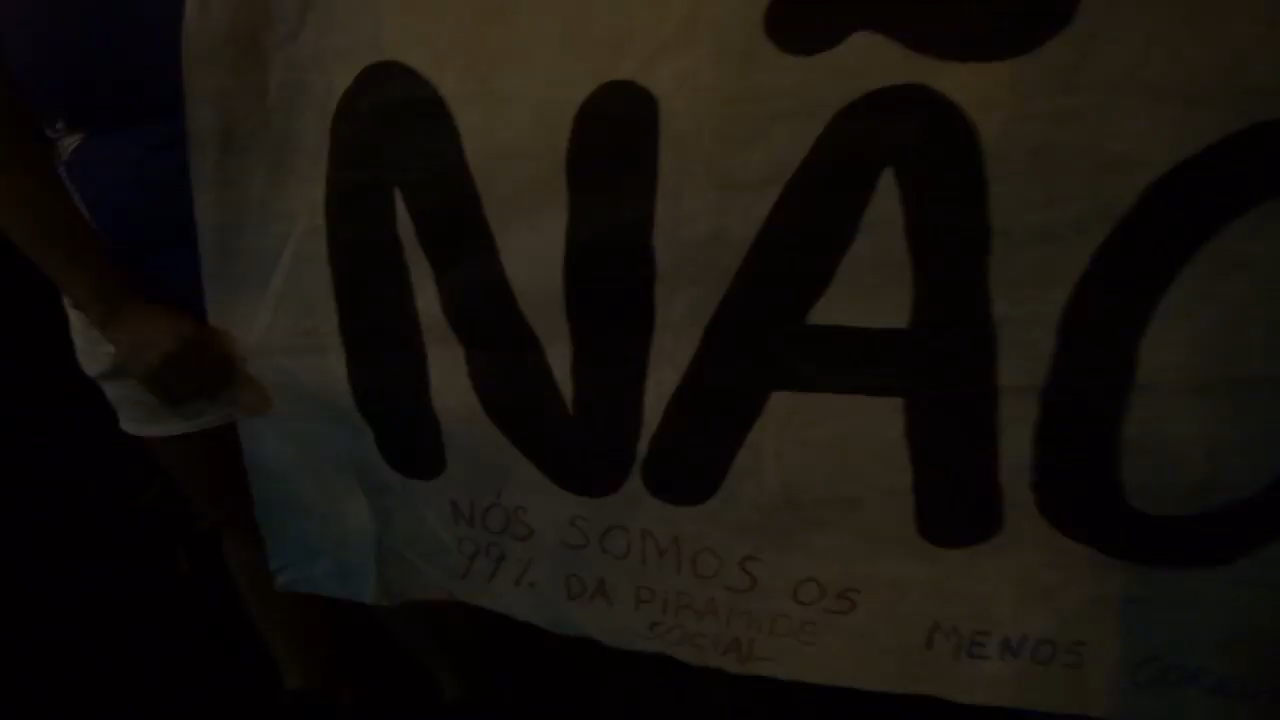 NÃO
NÓS SOMOS OS
99% DA PIRAMIDE
SOCIAL
MENOS